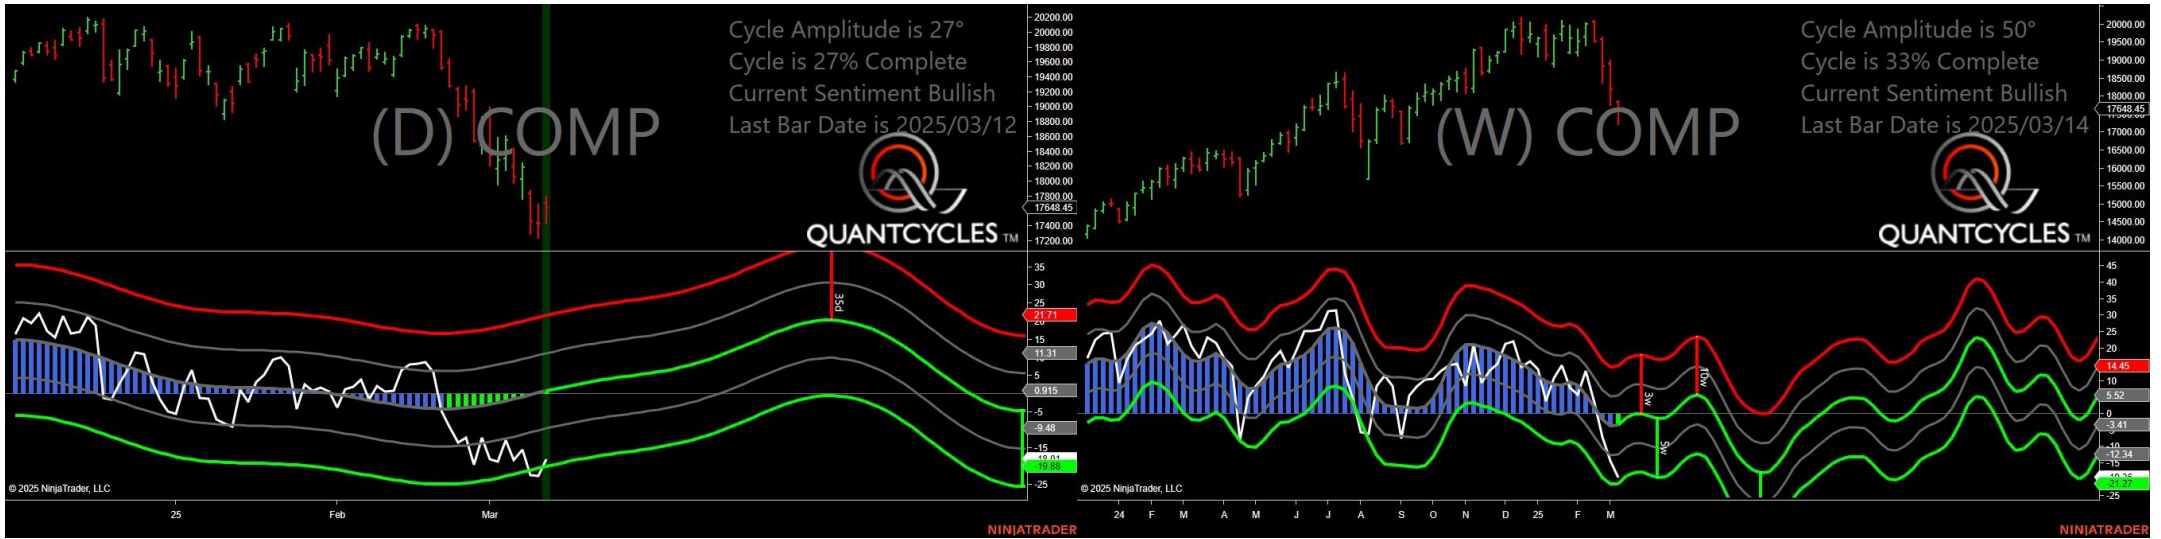 Cycle Amplitude is 27°
Cycle is 27% Complete
Current Sentiment Bullish
Last Bar Date is 2025/03/12
(D) COMP
QUANTCYCLES TM
20200.00
20000.00
19800.00
19600.00
19400.00
19200.00
19000.00
18800.00
18600.00
18400.00
18200.00
18000.00
17800.00
17648.45
17400.00
17200.00
35d
35
30
25
21.71
20
15
11.31
5
0.915
-5
-9.48
-15
-19.88
-25
© 2025 NinjaTrader, LLC
25
Feb
Mar
NINJATRADER
Cycle Amplitude is 50°
Cycle is 33% Complete
Current Sentiment Bullish
Last Bar Date is 2025/03/14
(W) COMP
QUANTCYCLES TM
20000.00
19500.00
19000.00
18500.00
18000.00
17648.45
17000.00
16500.00
16000.00
15500.00
15000.00
14500.00
14000.00
3w
5w
10w
45
40
35
30
25
20
14.45
10
5.52
0
-3.41
-10
-12.34
-15
-21.27
-25
© 2025 NinjaTrader, LLC
24 F M A M J J A S O N D 25 F M
NINJATRADER